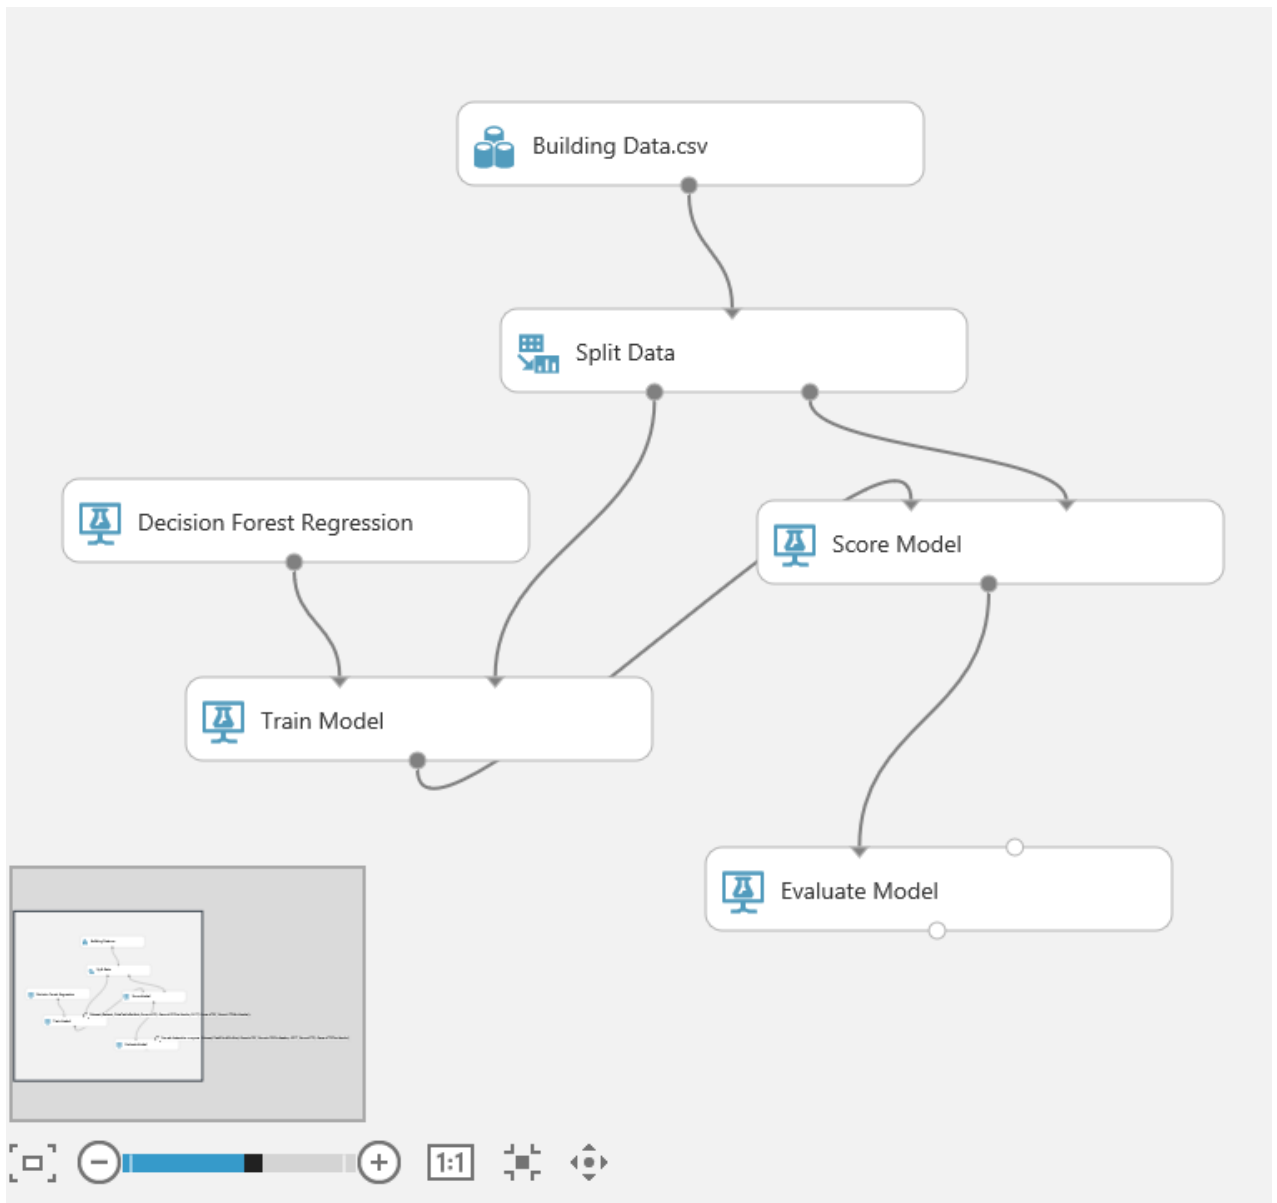 Building Data.csv
Split Data
Decision Forest Regression
Score Model
Train Model
Evaluate Model
1:1